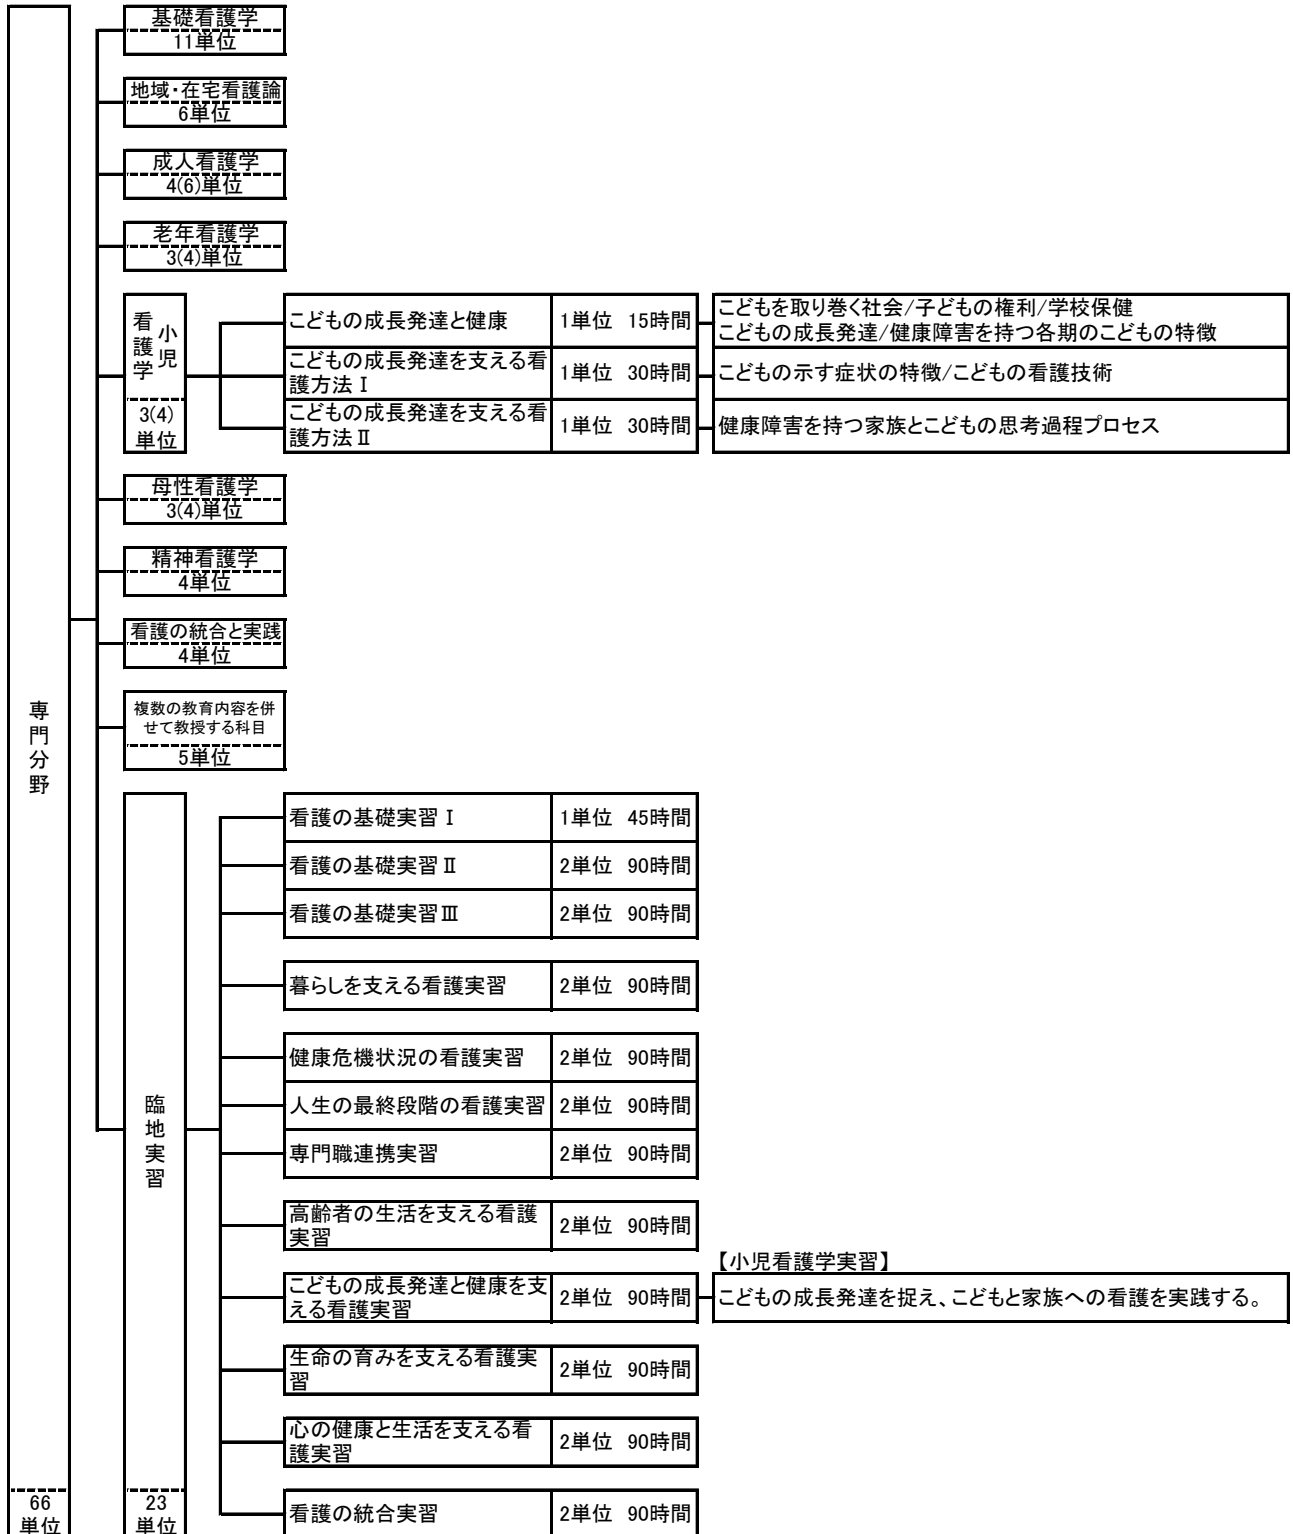 専門分野
66
単位
基礎看護学
11単位
地域・在宅看護論
6単位
成人看護学
4(6)単位
老年看護学
3(4)単位
小児
看護学
3(4)
単位
こどもの成長発達と健康
1単位 15時間
こどもを取り巻く社会/子どもの権利/学校保健
こどもの成長発達/健康障害を持つ各期のこどもの特徴
こどもの成長発達を支える看
護方法Ⅰ
1単位 30時間
こどもの示す症状の特徴/こどもの看護技術
こどもの成長発達を支える看
護方法Ⅱ
1単位 30時間
健康障害を持つ家族とこどもの思考過程プロセス
母性看護学
3(4)単位
精神看護学
4単位
看護の統合と実践
4単位
複数の教育内容を併
せて教授する科目
5単位
臨地実習
23
単位
看護の基礎実習Ⅰ
1単位 45時間
看護の基礎実習Ⅱ
2単位 90時間
看護の基礎実習Ⅲ
2単位 90時間
暮らしを支える看護実習
2単位 90時間
健康危機状況の看護実習
2単位 90時間
人生の最終段階の看護実習
2単位 90時間
専門職連携実習
2単位 90時間
高齢者の生活を支える看護
実習
2単位 90時間
【小児看護学実習】
こどもの成長発達と健康を支
える看護実習
2単位 90時間
こどもの成長発達を捉え、こどもと家族への看護を実践する。
生命の育みを支える看護実
習
2単位 90時間
心の健康と生活を支える看
護実習
2単位 90時間
看護の統合実習
2単位 90時間